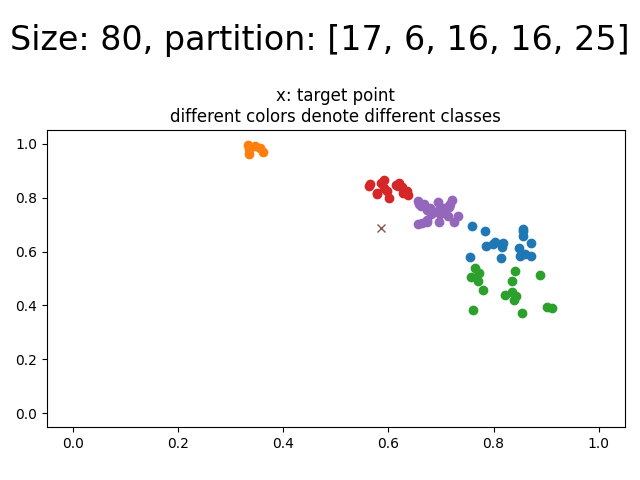 Size: 80, partition: [17, 6, 16, 16, 25]
x: target point
different colors denote different classes
1.0
0.8
0.6
0.4
0.2
0.0
0.0 0.2 0.4 0.6 0.8 1.0